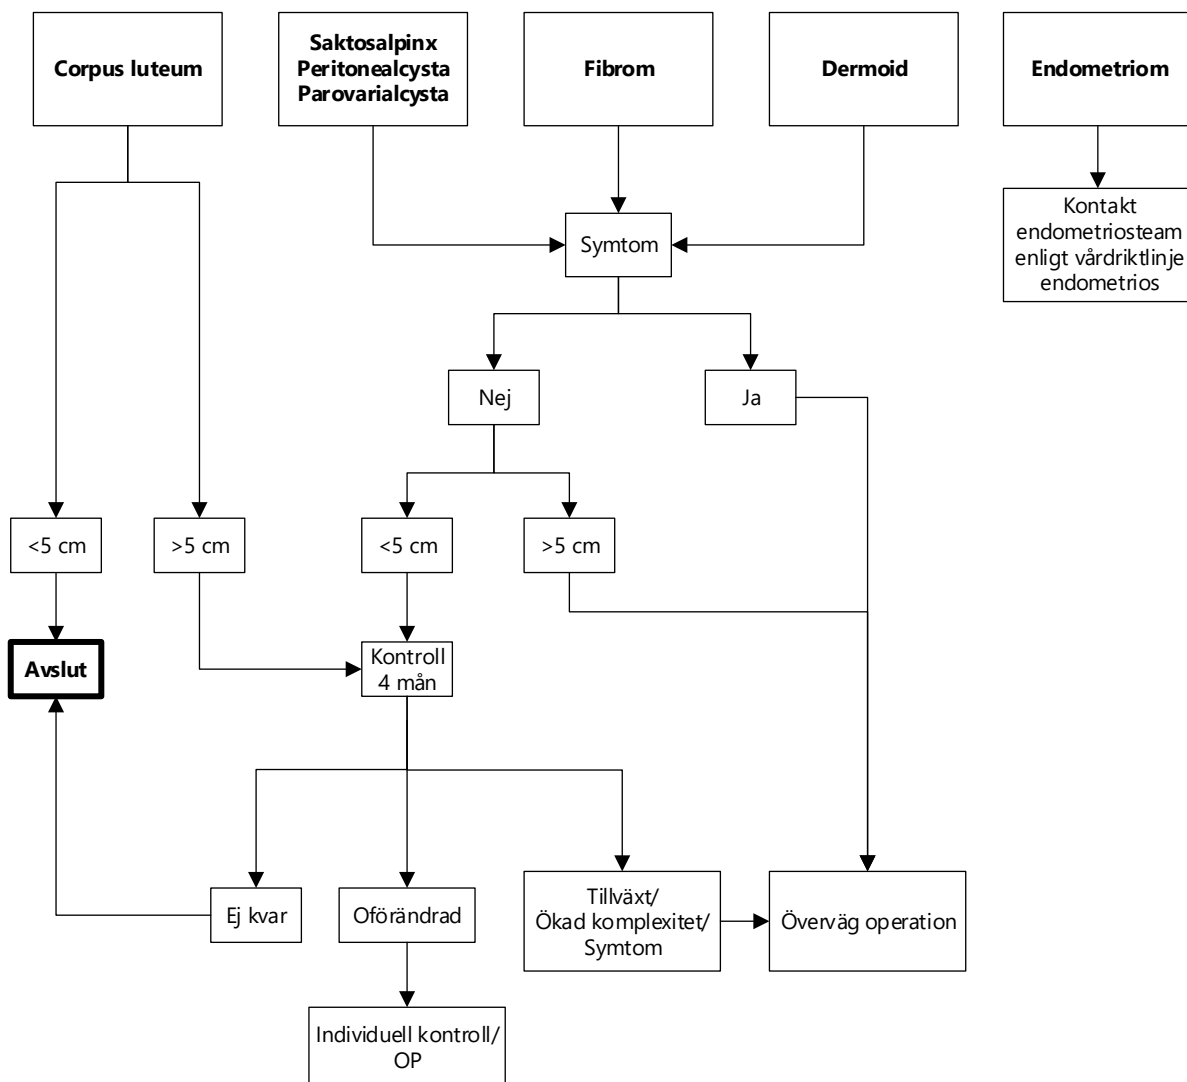 Corpus luteum
Saktosalpinx
Peritonealcysta
Parovarialcysta
Fibrom
Dermoid
Endometriom
Symtom
Kontakt
endometriosteam
enligt vårdriktlinje
endometrios
Nej
Ja
<5 cm
>5 cm
<5 cm
>5 cm
Avslut
Kontroll
4 mån
Ej kvar
Oförändrad
Tillväxt/
Ökad komplexitet/
Symtom
Överväg operation
Individuell kontroll/
OP